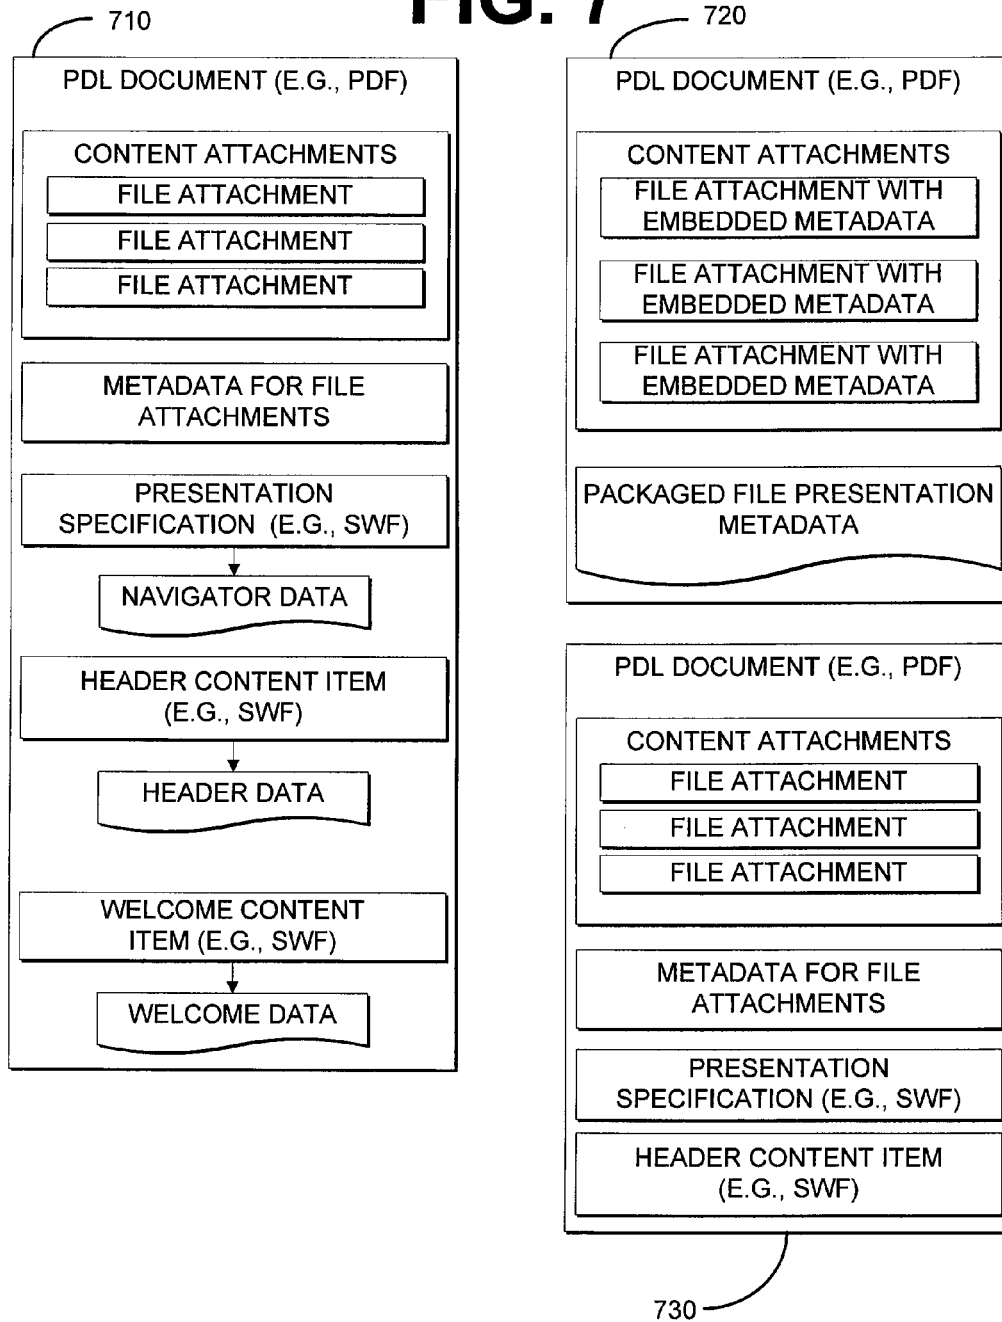 FIG. 7
710
PDL DOCUMENT (E.G., PDF)
CONTENT ATTACHMENTS
FILE ATTACHMENT
FILE ATTACHMENT
FILE ATTACHMENT
METADATA FOR FILE
ATTACHMENTS
PRESENTATION
SPECIFICATION (E.G., SWF)
NAVIGATOR DATA
HEADER CONTENT ITEM
(E.G., SWF)
HEADER DATA
WELCOME CONTENT
ITEM (E.G., SWF)
WELCOME DATA
720
PDL DOCUMENT (E.G., PDF)
CONTENT ATTACHMENTS
FILE ATTACHMENT WITH
EMBEDDED METADATA
FILE ATTACHMENT WITH
EMBEDDED METADATA
FILE ATTACHMENT WITH
EMBEDDED METADATA
PACKAGED FILE PRESENTATION
METADATA
PDL DOCUMENT (E.G., PDF)
CONTENT ATTACHMENTS
FILE ATTACHMENT
FILE ATTACHMENT
FILE ATTACHMENT
METADATA FOR FILE
ATTACHMENTS
PRESENTATION
SPECIFICATION (E.G., SWF)
HEADER CONTENT ITEM
(E.G., SWF)
730